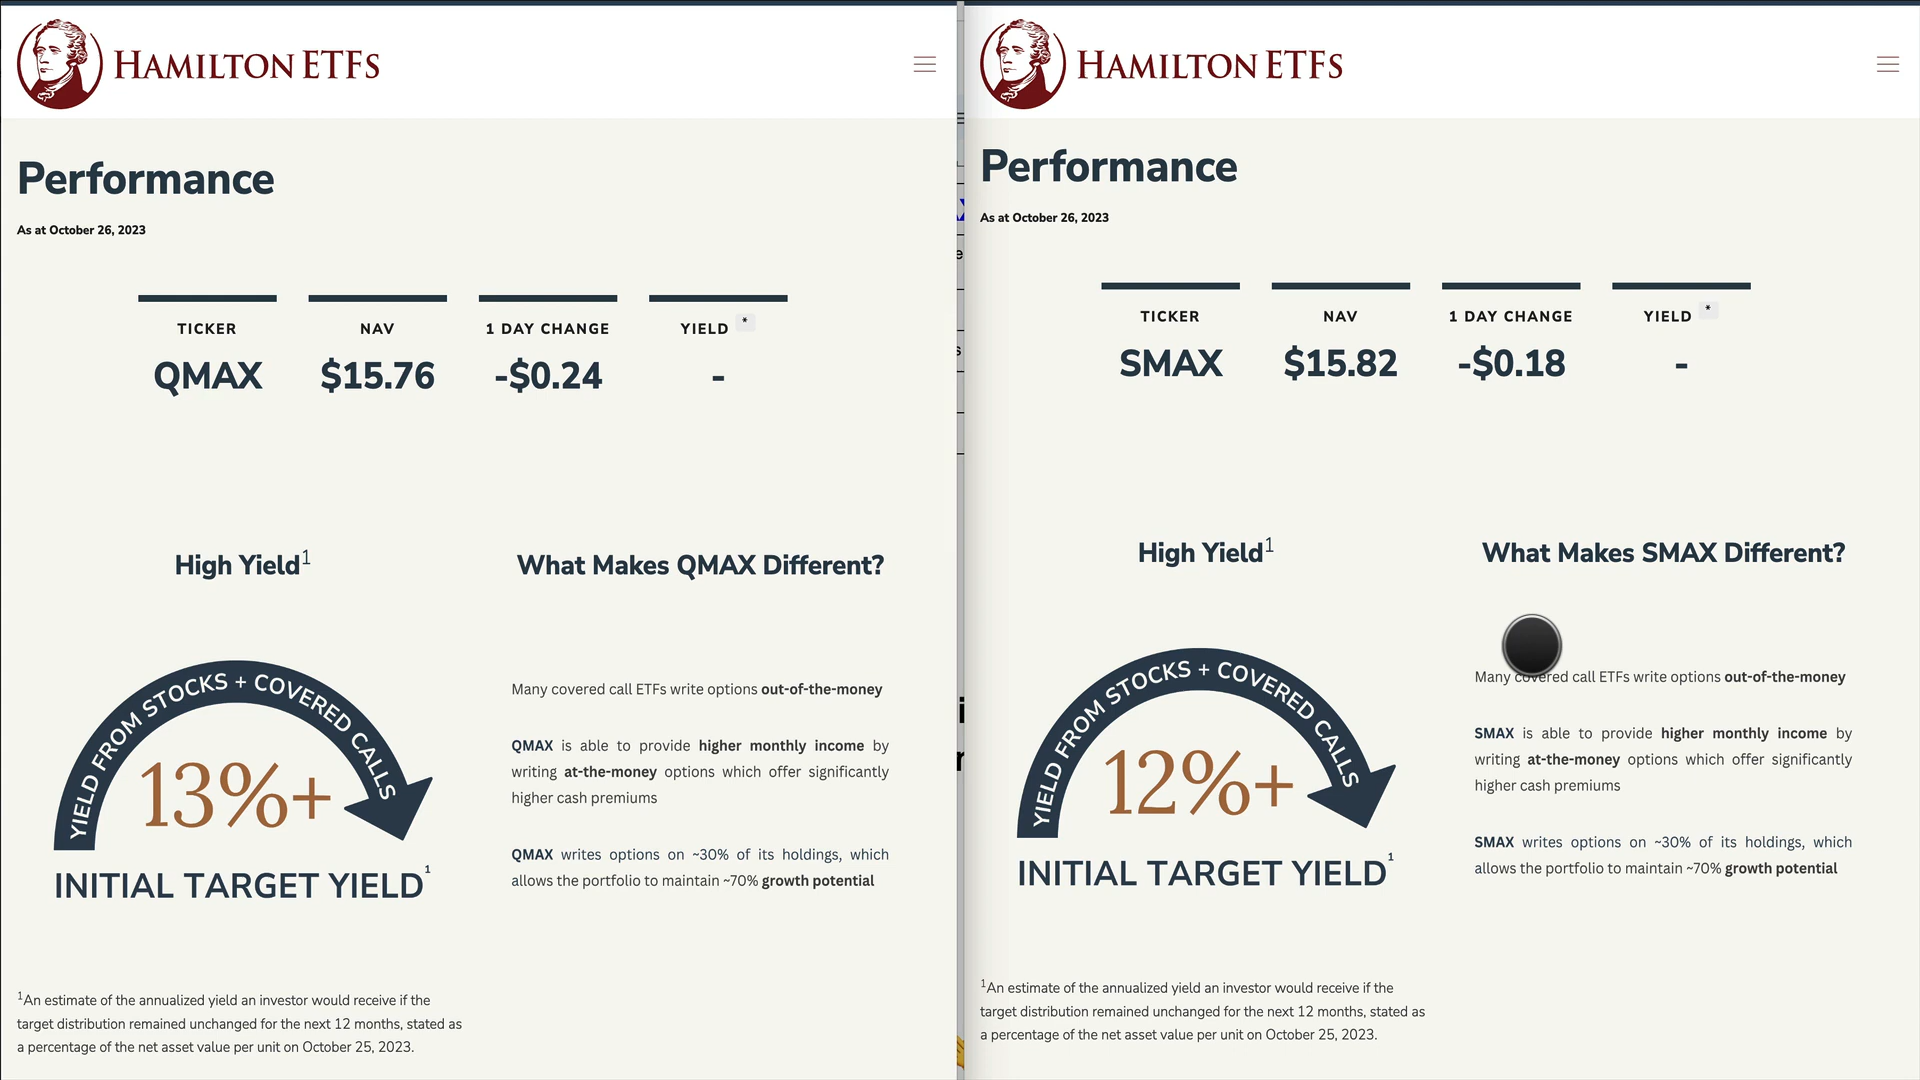 HAMILTON ETFs
Performance
As at October 26, 2023
TICKER NAV 1 DAY CHANGE YIELD *
QMAX $15.76 -$0.24 -
High Yield1
YIELD FROM STOCKS + COVERED CALLS
13%+
INITIAL TARGET YIELD1
What Makes QMAX Different?
Many covered call ETFs write options out-of-the-money
QMAX is able to provide higher monthly income by
writing at-the-money options which offer significantly
higher cash premiums
QMAX writes options on ~30% of its holdings, which
allows the portfolio to maintain ~70% growth potential
1An estimate of the annualized yield an investor would receive if the
target distribution remained unchanged for the next 12 months, stated as
a percentage of the net asset value per unit on October 25, 2023.
HAMILTON ETFs
Performance
As at October 26, 2023
TICKER NAV 1 DAY CHANGE YIELD *
SMAX $15.82 -$0.18 -
High Yield1
YIELD FROM STOCKS + COVERED CALLS
12%+
INITIAL TARGET YIELD1
What Makes SMAX Different?
Many covered call ETFs write options out-of-the-money
SMAX is able to provide higher monthly income by
writing at-the-money options which offer significantly
higher cash premiums
SMAX writes options on ~30% of its holdings, which
allows the portfolio to maintain ~70% growth potential
1An estimate of the annualized yield an investor would receive if the
target distribution remained unchanged for the next 12 months, stated as
a percentage of the net asset value per unit on October 25, 2023.